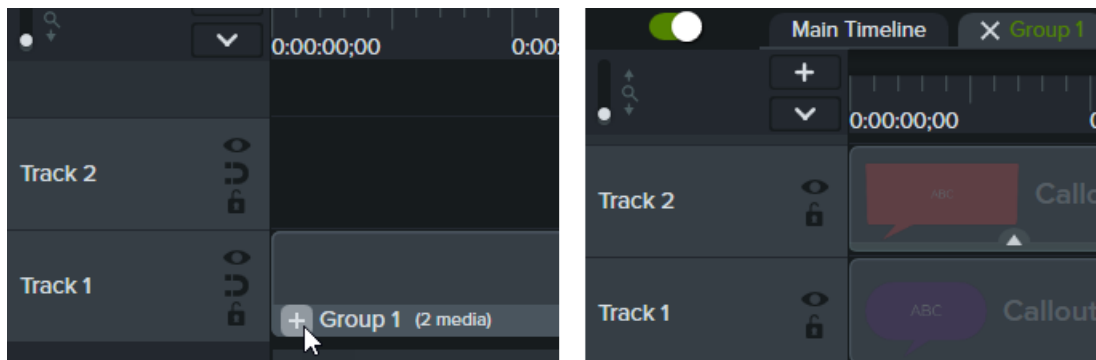 0:00:00;00
0:00:
Track 2
Track 1
Group 1 (2 media)
Main Timeline
Group 1
0:00:00;00
0
Track 2
ABC
Callo
Track 1
ABC
Callout